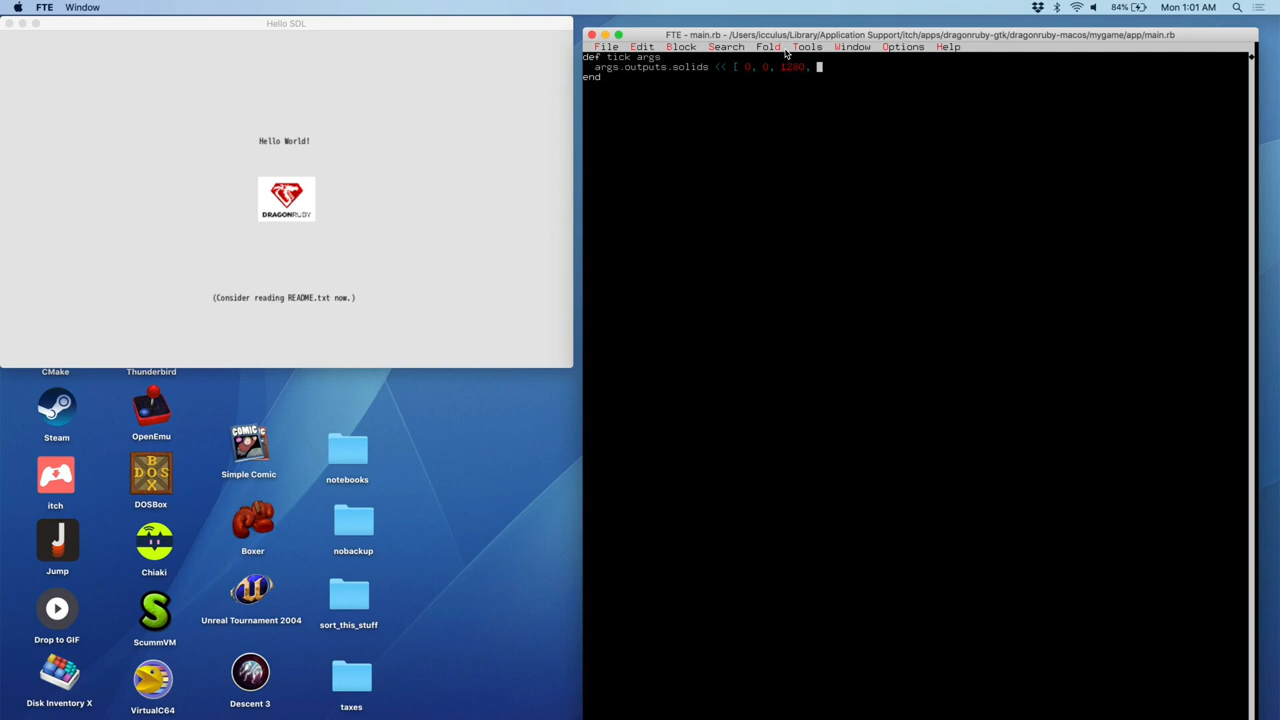 FTE Window
84% Mon 1:01 AM
Hello SDL
Hello World!
DRAGONRUBY
(Consider reading README.txt now.)
FTE - main.rb - /Users/icculus/Library/Application Support/itch/apps/dragonruby-gtk/dragonruby-macos/mygame/app/main.rb
File Edit Block Search Fold Tools Window Options Help
def tick args
args.outputs.solids << [ 0, 0, 1280,
end
CMake
Thunderbird
Steam
OpenEmu
COMIC
Simple Comic
notebooks
itch
DOS
BOX
DOSBox
Boxer
nobackup
Jump
Chiaki
Unreal Tournament 2004
sort_this_stuff
Drop to GIF
ScummVM
Disk Inventory X
VirtualC64
Descent 3
taxes